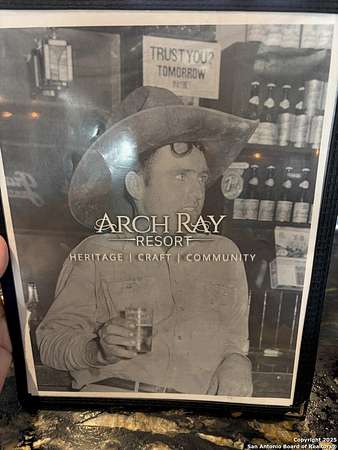 TRUST YOU?
TOMORROW
ARCH RAY
RESORT
HERITAGE | CRAFT | COMMUNITY
Copyright 2025
San Antonio Board of Realtors®